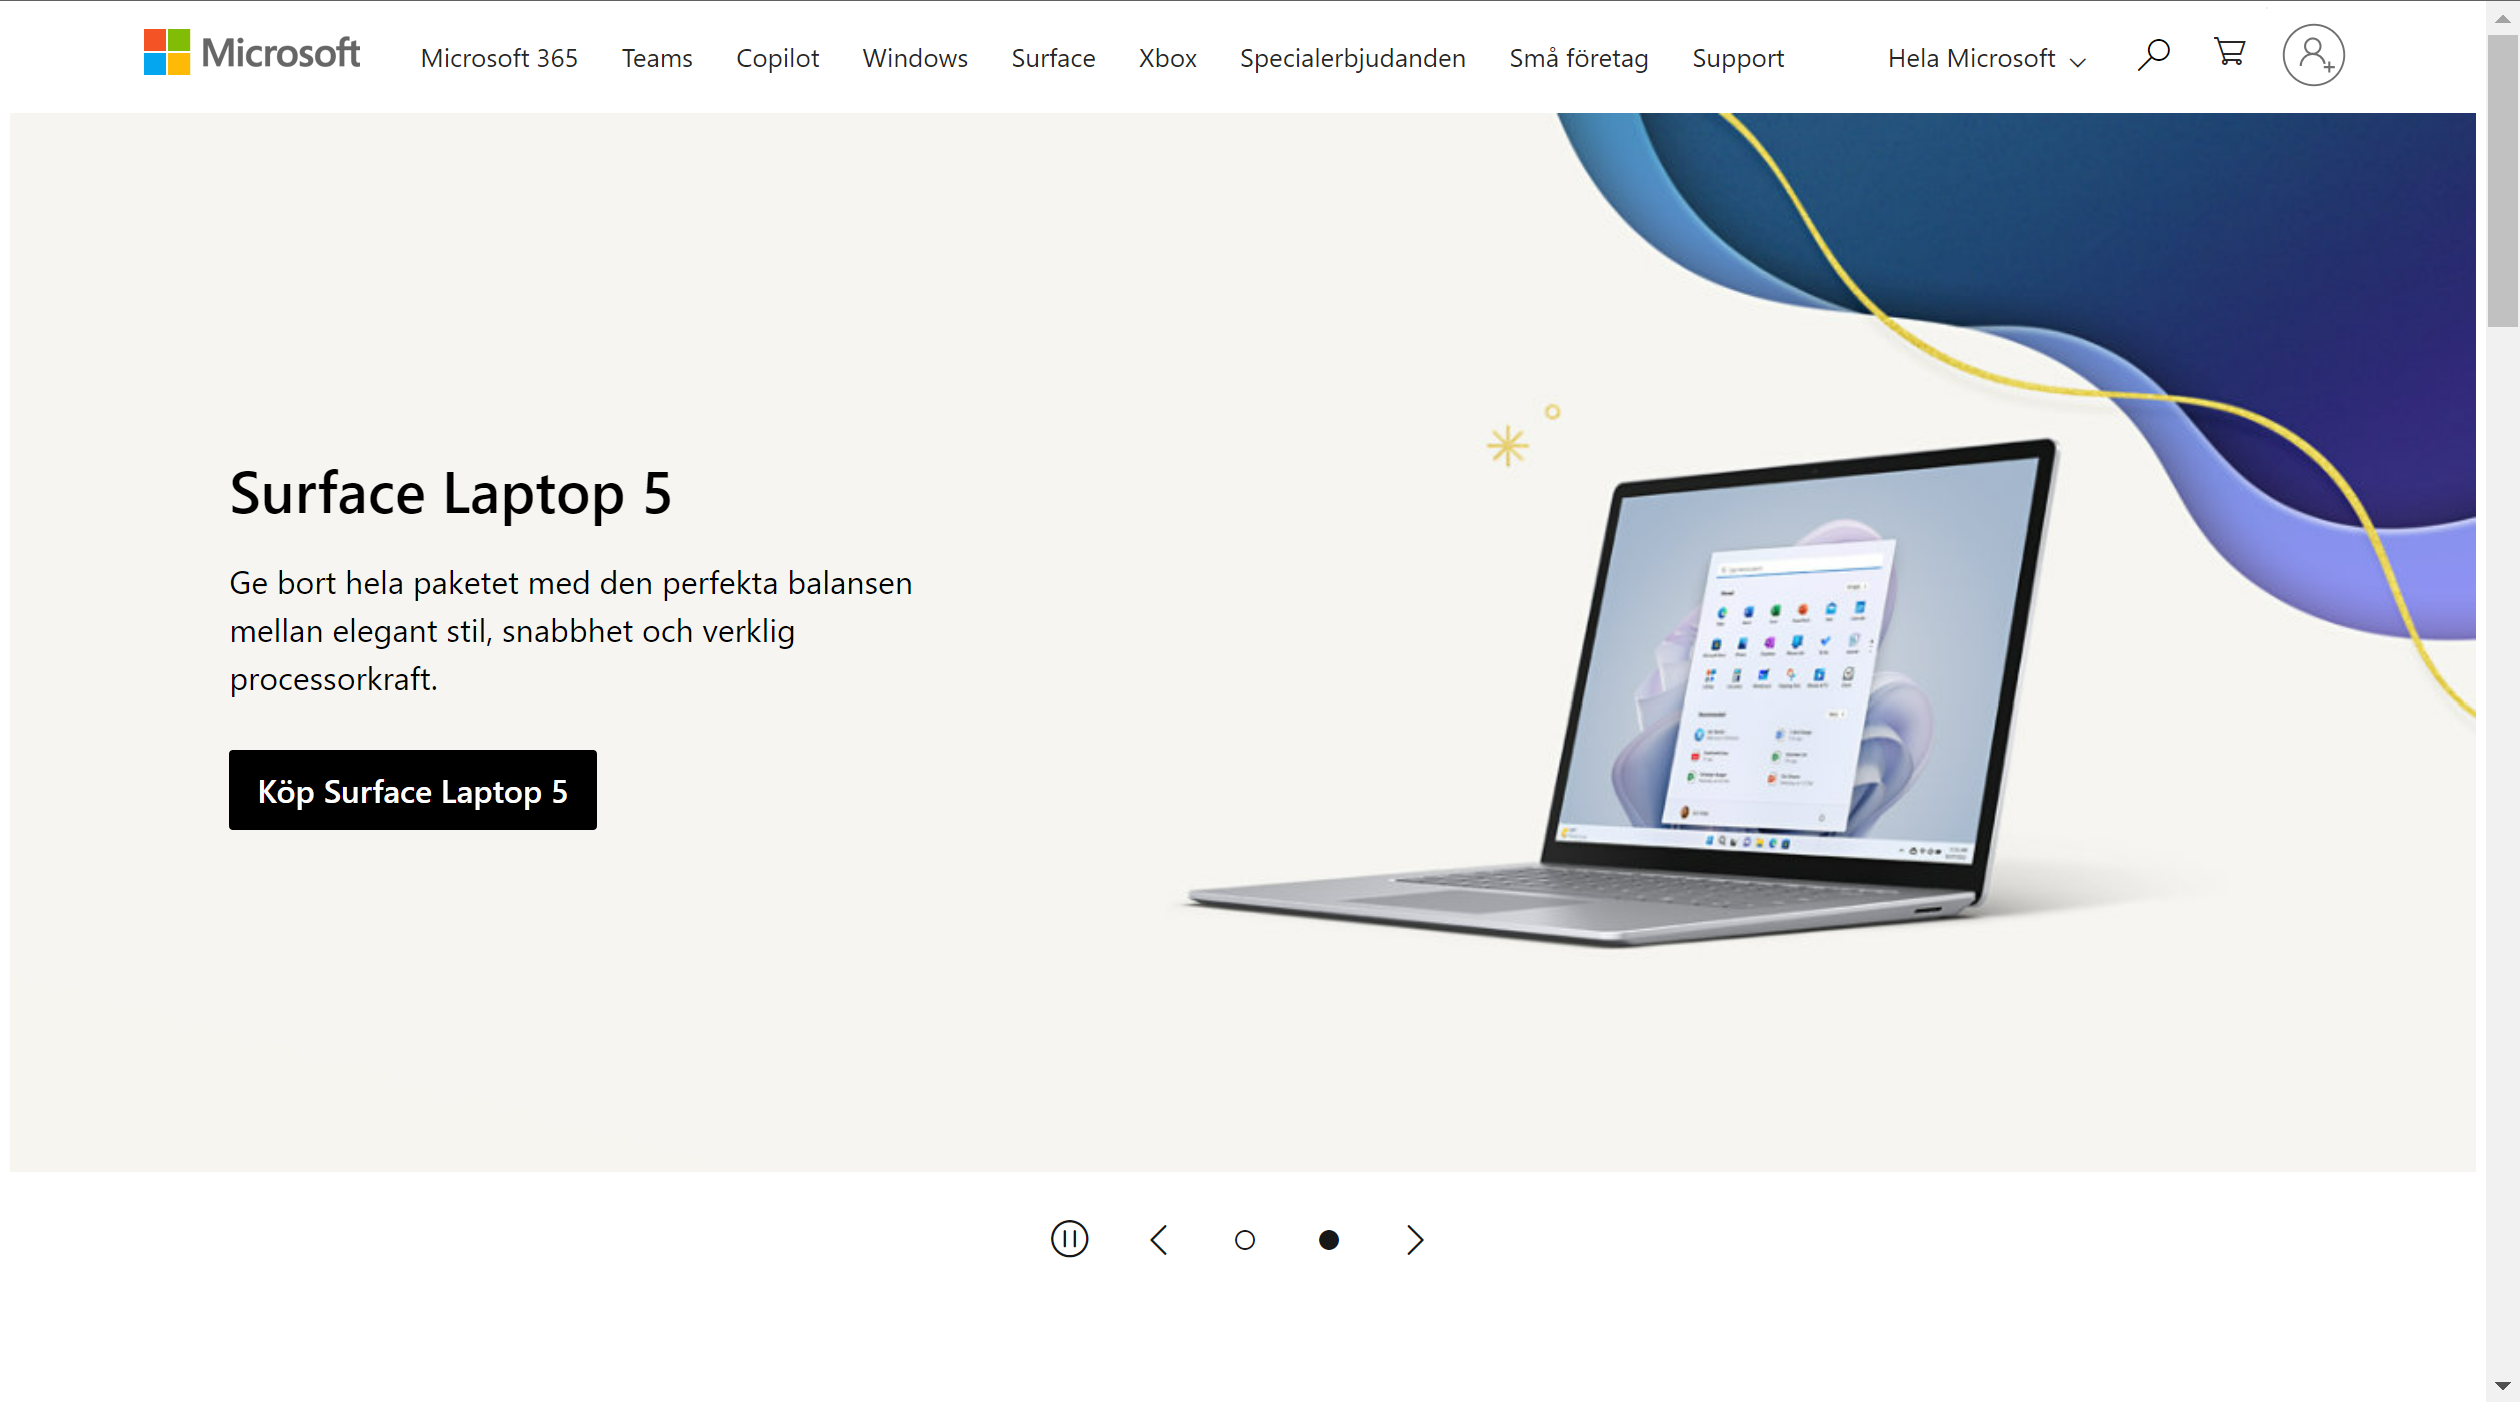 Microsoft
Microsoft 365
Teams
Copilot
Windows
Surface
Xbox
Specialerbjudanden
Små företag
Support
Hela Microsoft
Surface Laptop 5
Ge bort hela paketet med den perfekta balansen
mellan elegant stil, snabbhet och verklig
processorkraft.
Köp Surface Laptop 5